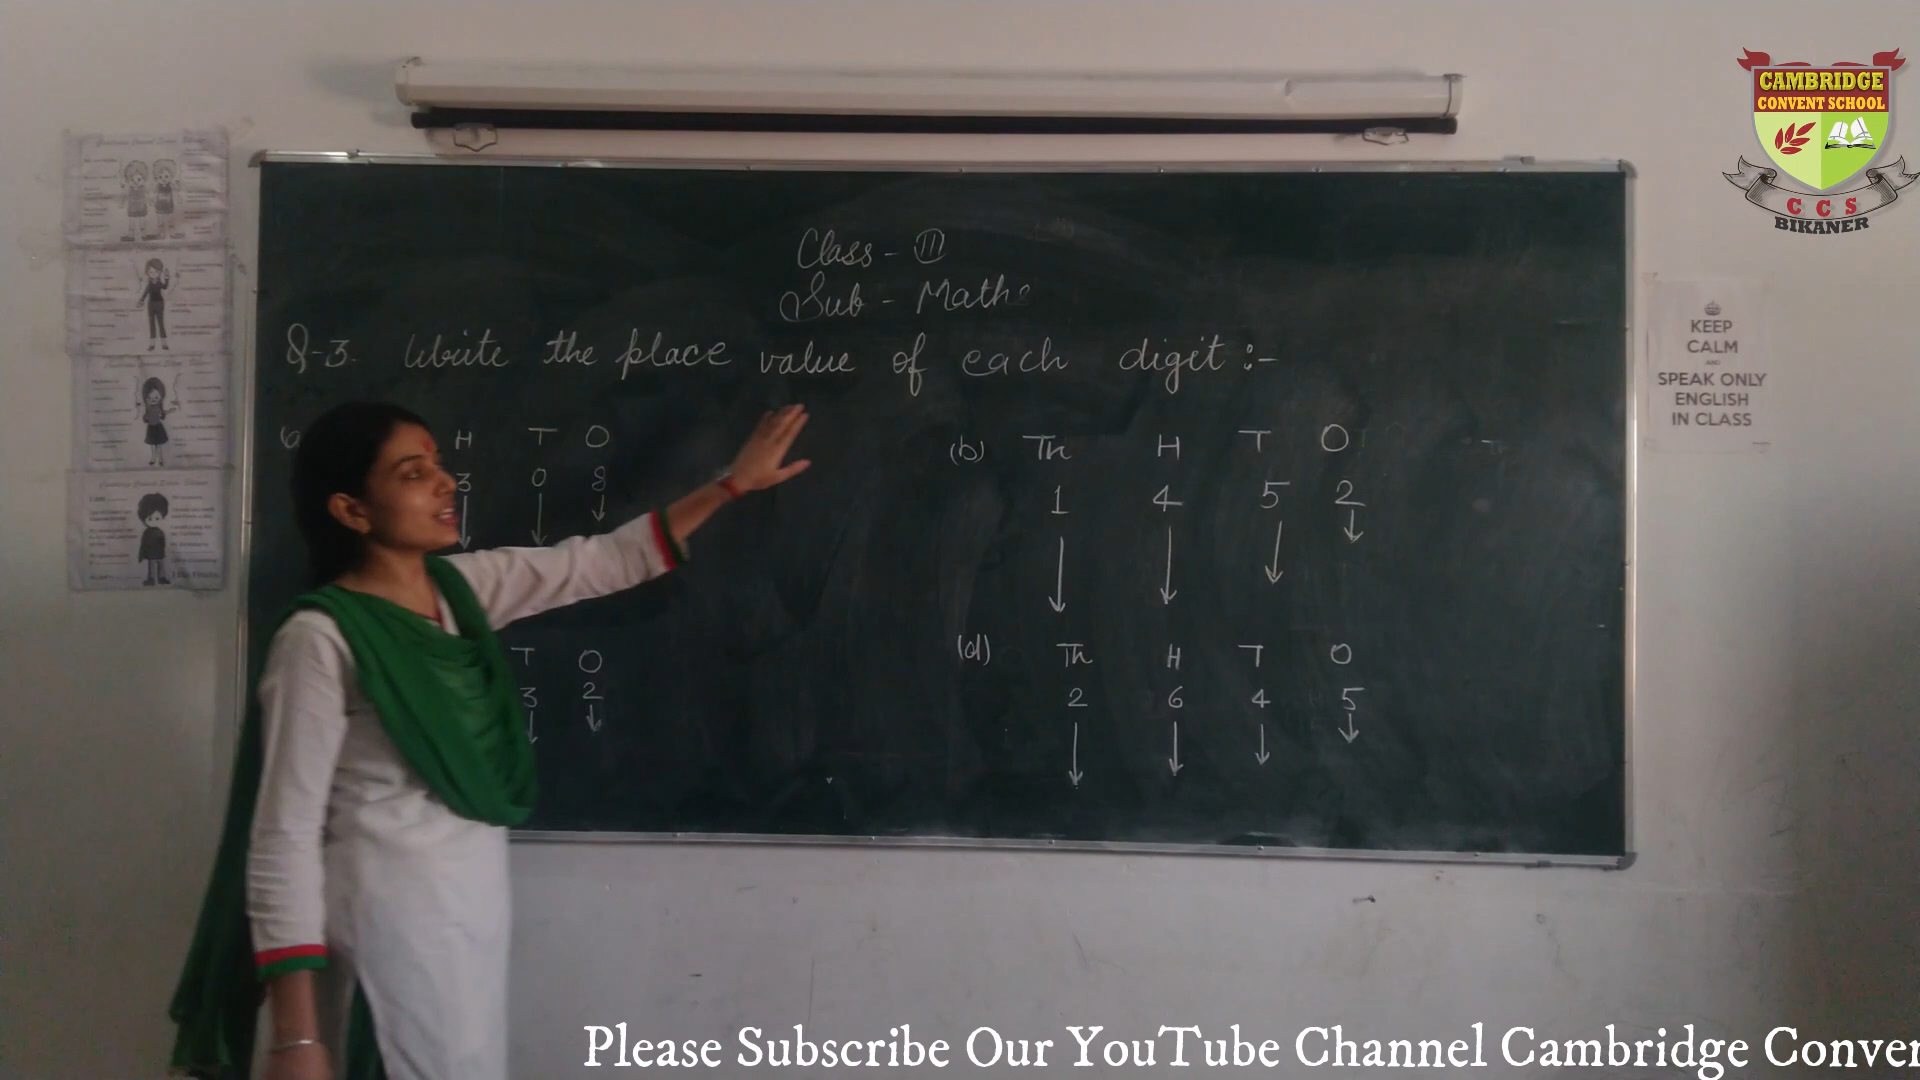 CAMBRIDGE
CONVENT SCHOOL
C C S
BIKANER
Class - III
Sub - Maths
Q-3. Write the place value of each digit :-
H T O
3 0 8
(b) Th H T O
1 4 5 2
T O
3 2
(d) Th H T O
2 6 4 5
KEEP
CALM
AND
SPEAK ONLY
ENGLISH
IN CLASS
Please Subscribe Our YouTube Channel Cambridge Conven